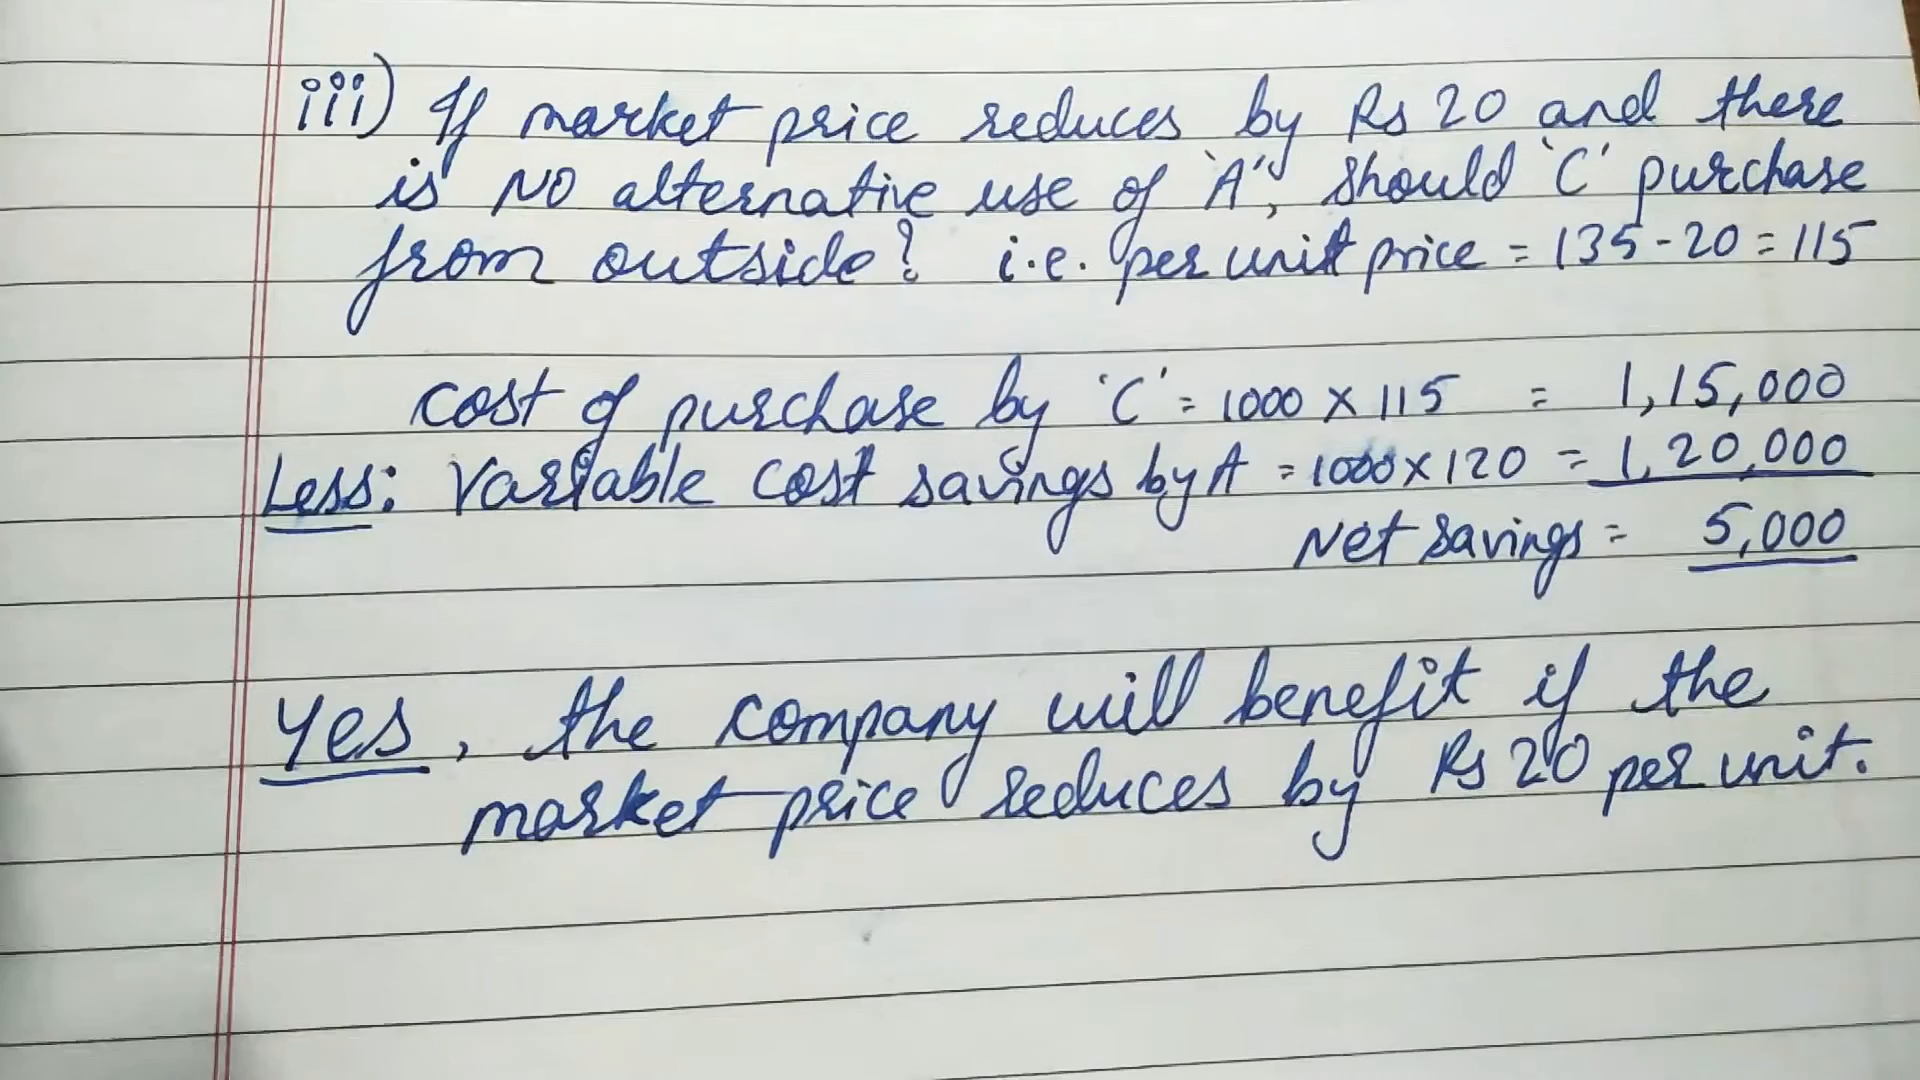 iii) If market price reduces by Rs 20 and there
is NO alternative use of 'A', should 'C' purchase
from outside? i.e. per unit price = 135 - 20 = 115
cost of purchase by 'C' = 1000 x 115 = 1,15,000
Less: Variable cost savings by A = 1000 x 120 = 1,20,000
Net savings = 5,000
Yes, the company will benefit if the
market price reduces by Rs 20 per unit.